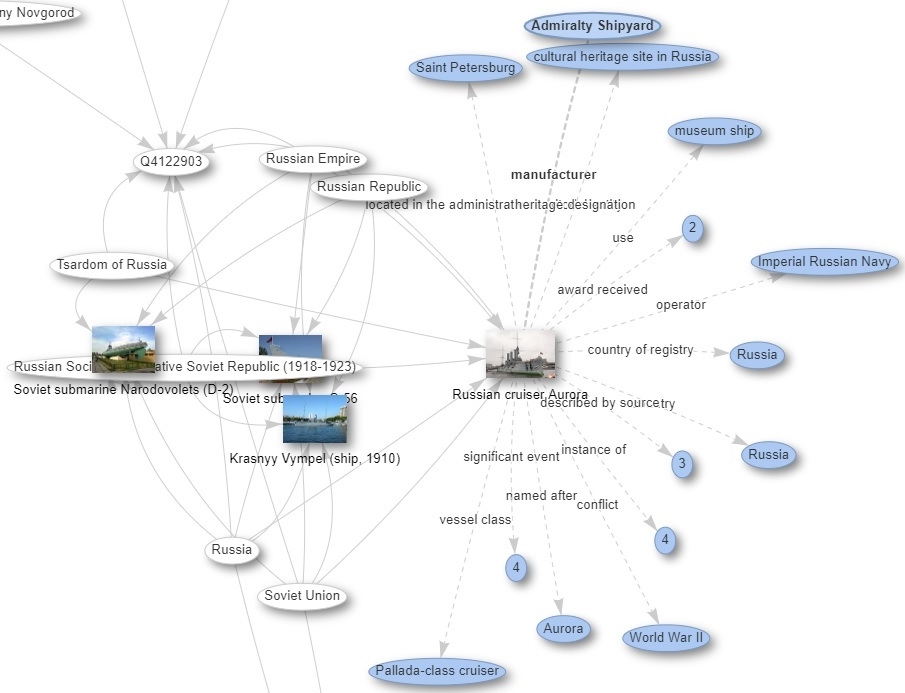 ny Novgorod
Admiralty Shipyard
cultural heritage site in Russia
Saint Petersburg
museum ship
Q4122903
Russian Empire
Russian Republic
manufacturer
located in the administrat
heritage designation
use
2
Tsardom of Russia
Imperial Russian Navy
award received
operator
country of registry
Russia
Russian Soci
ative Soviet Republic (1918-1923)
Soviet submarine Narodovolets (D-2)
Soviet sub
56
Russian cruiser Aurora
described by source
try
Krasnyy Vympel (ship, 1910)
significant event
instance of
3
Russia
named after
conflict
vessel class
4
Russia
4
Soviet Union
Aurora
World War II
Pallada-class cruiser